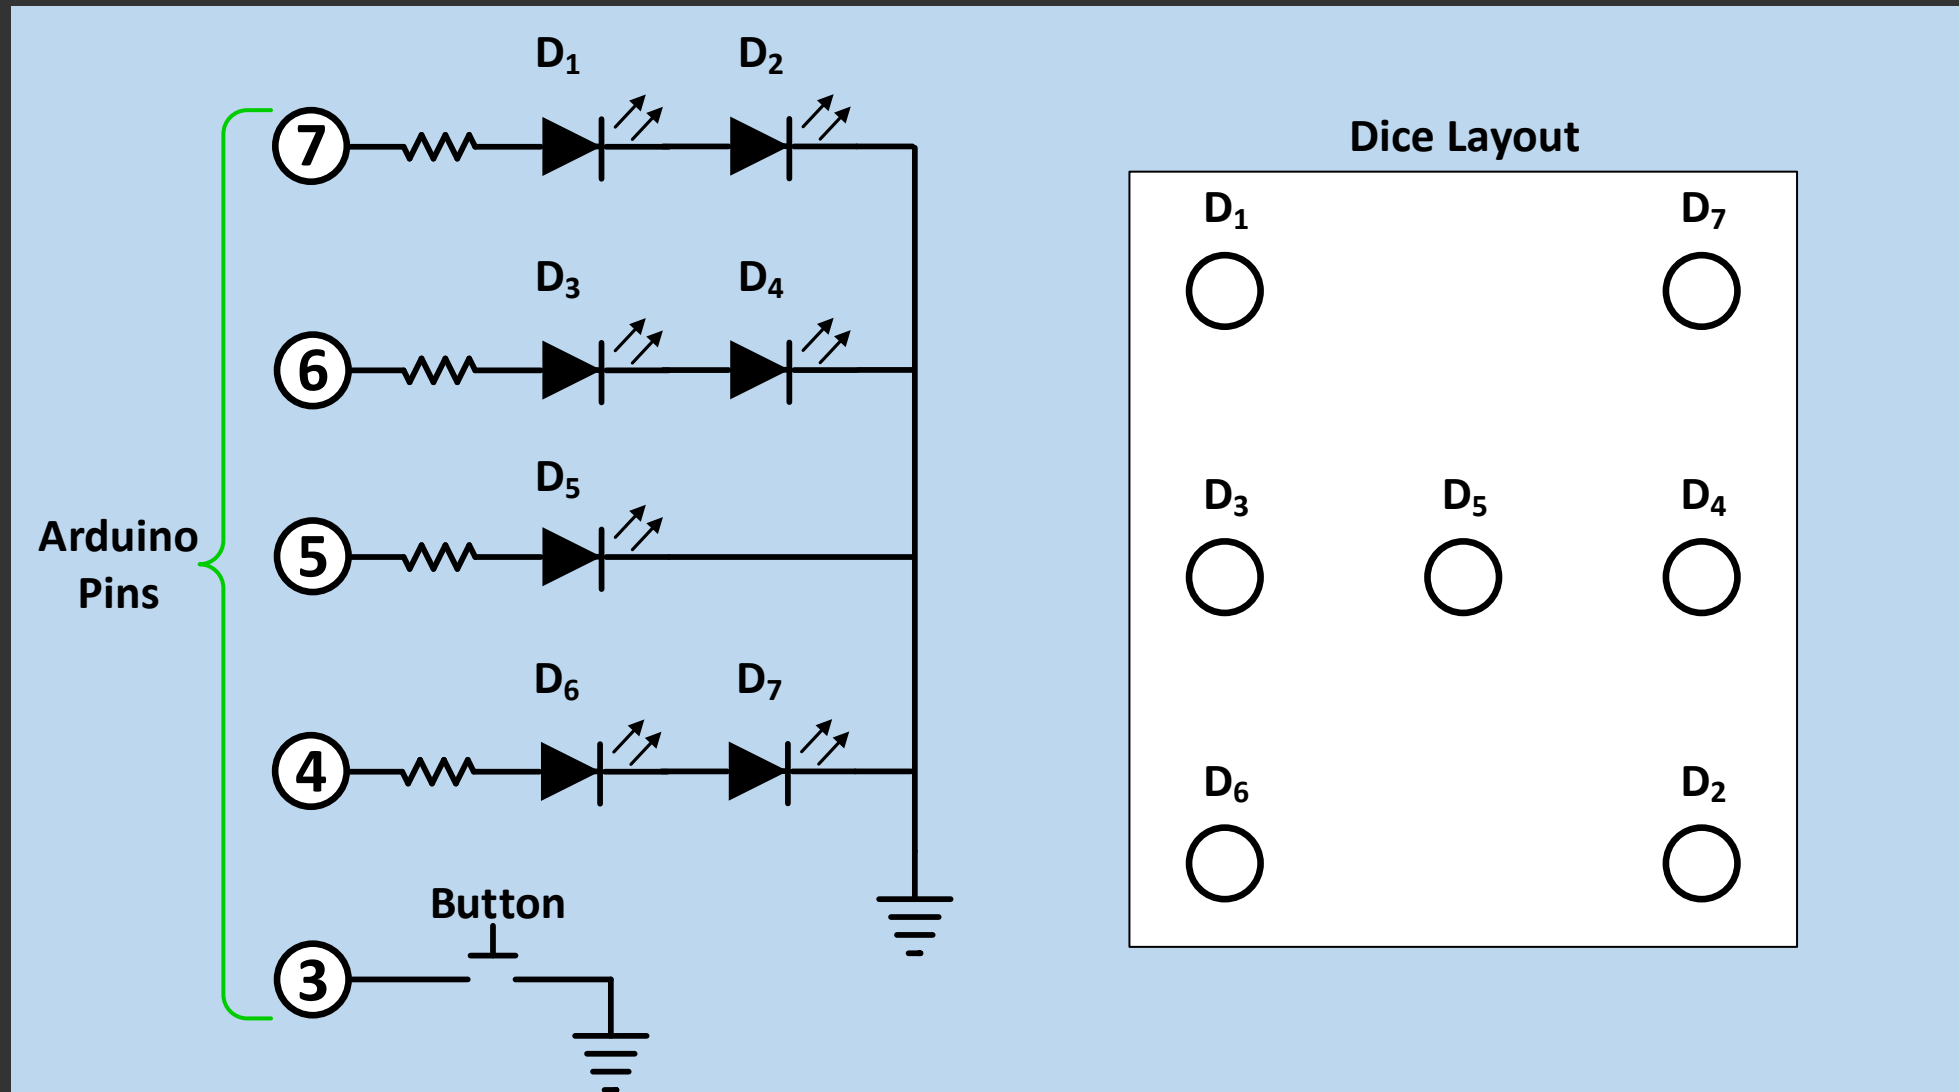 D₁ D₂
7
D₃ D₄
6
D₅
5
Arduino
Pins
D₆ D₇
4
Button
3
Dice Layout
D₁ D₇
D₃ D₅ D₄
D₆ D₂